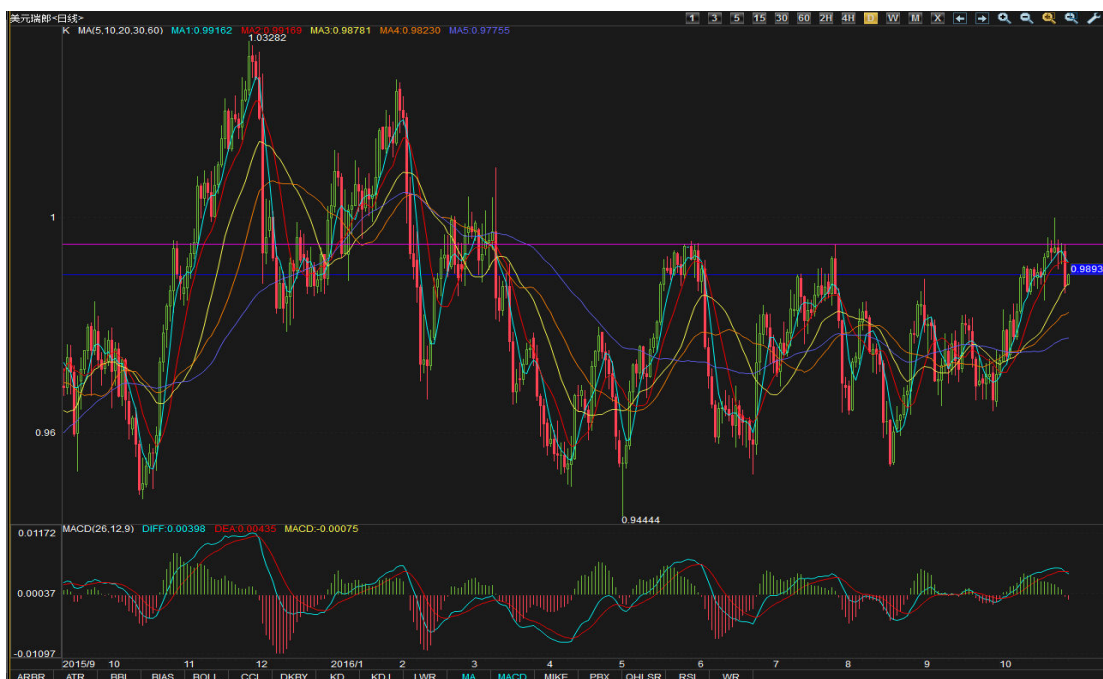 美元瑞郎<日线>
1 3 5 15 30 60 2H 4H D W M X
K MA(5,10,20,30,60) MA1:0.99162 MA2:0.99169 MA3:0.98781 MA4:0.98230 MA5:0.97755
1.03282
1
0.9893
0.96
0.94444
MACD(26,12,9) DIFF:0.00398 DEA:0.00435 MACD:-0.00075
0.01172
0.00037
-0.01097
2015/9 10 11 12 2016/1 2 3 4 5 6 7 8 9 10
ARBR ATR BBI BIAS BOLL CCI DKBY KD KDJ LWR MA MACD MIKE PBX QHLSR RSI WR